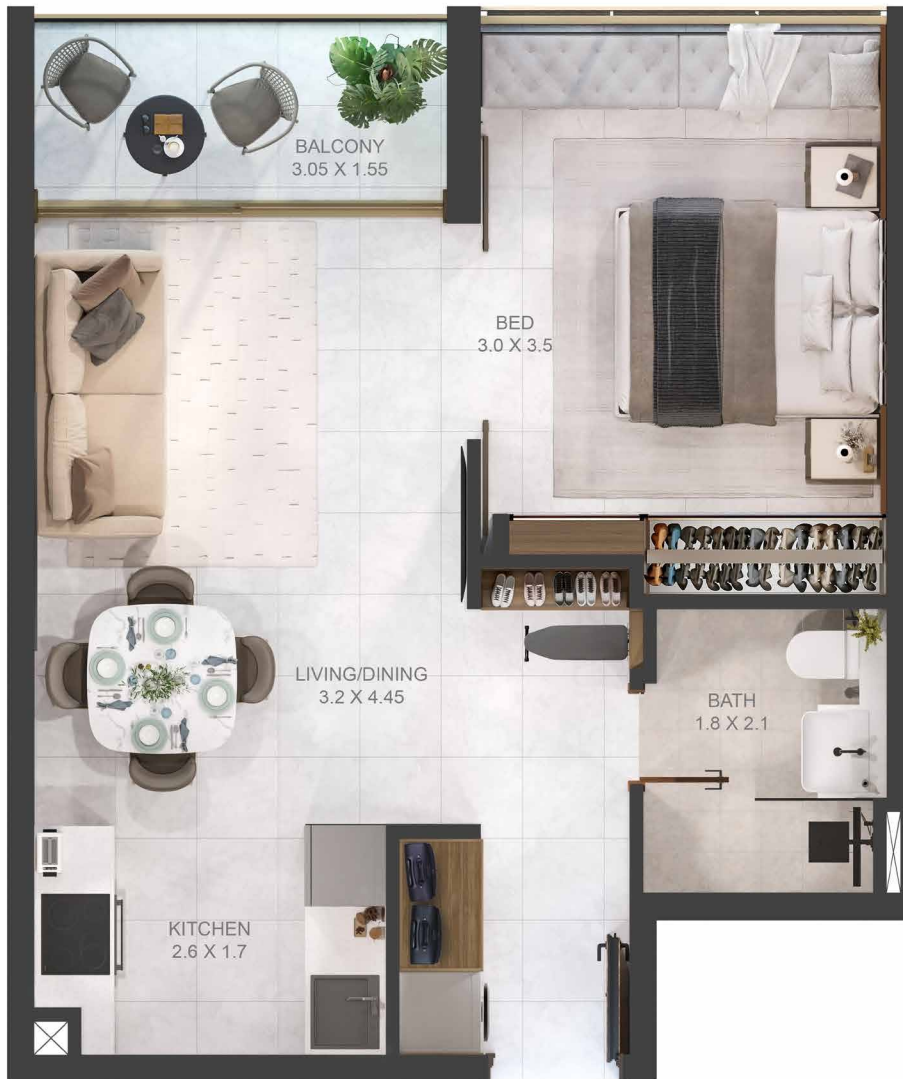 BALCONY
3.05 X 1.55
BED
3.0 X 3.5
LIVING/DINING
3.2 X 4.45
BATH
1.8 X 2.1
KITCHEN
2.6 X 1.7